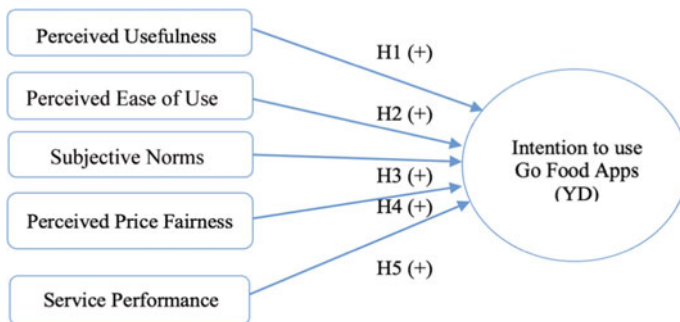 Perceived Usefulness
H1 (+)
Perceived Ease of Use
H2 (+)
Subjective Norms
Intention to use
Go Food Apps
(YD)
H3 (+)
Perceived Price Fairness
H4 (+)
H5 (+)
Service Performance